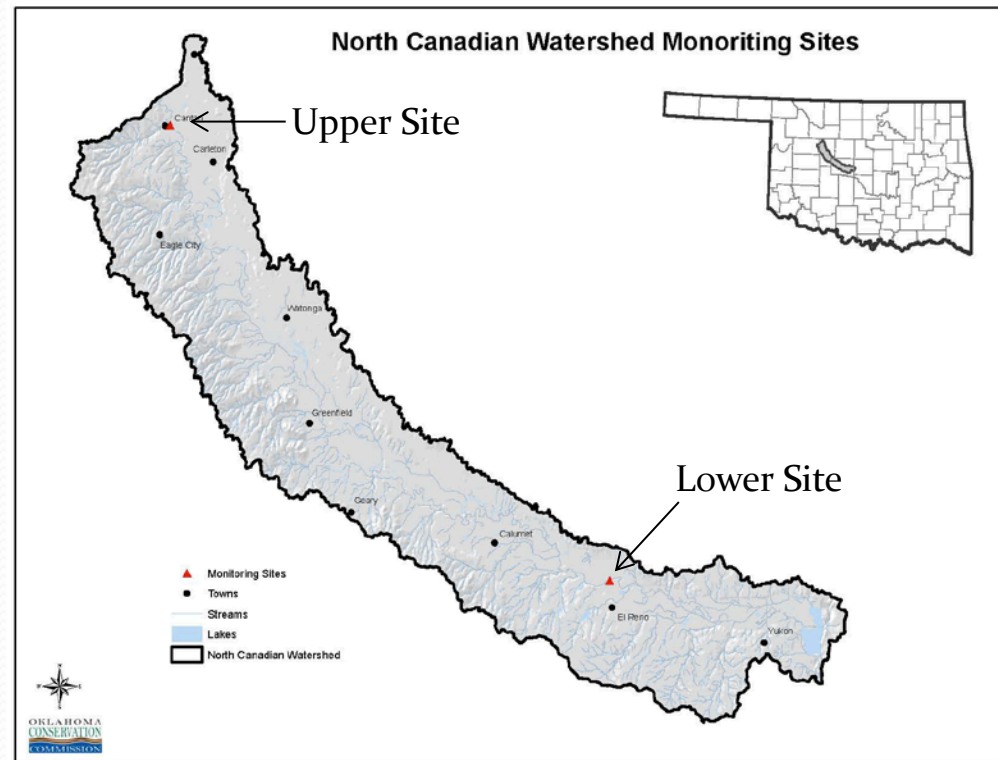 North Canadian Watershed Monoriting Sites
Upper Site
Carleton
Eagle City
Watonga
Greenfield
Lower Site
Geary
Calumet
Monitoring Sites
Towns
El Reno
Streams
Lakes
Yukon
North Canadian Watershed
N
W
E
S
OKLAHOMA
CONSERVATION
COMMISSION